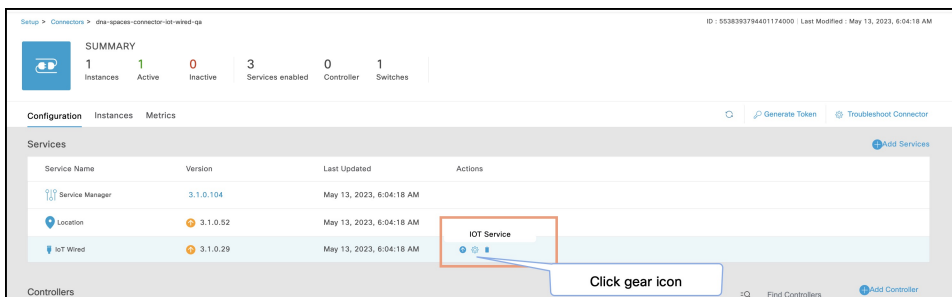 Setup > Connectors > dna-spaces-connector-iot-wired-qa
ID : 5538393794401174000 | Last Modified : May 13, 2023, 6:04:18 AM
SUMMARY
1 1 0 3 0 1
Instances Active Inactive Services enabled Controller Switches
Configuration Instances Metrics Generate Token Troubleshoot Connector
Services Add Services
Service Name Version Last Updated Actions
Service Manager 3.1.0.104 May 13, 2023, 6:04:18 AM
Location 3.1.0.52 May 13, 2023, 6:04:18 AM
IOT Service
IoT Wired 3.1.0.29 May 13, 2023, 6:04:18 AM
Click gear icon
Controllers Find Controllers Add Controller